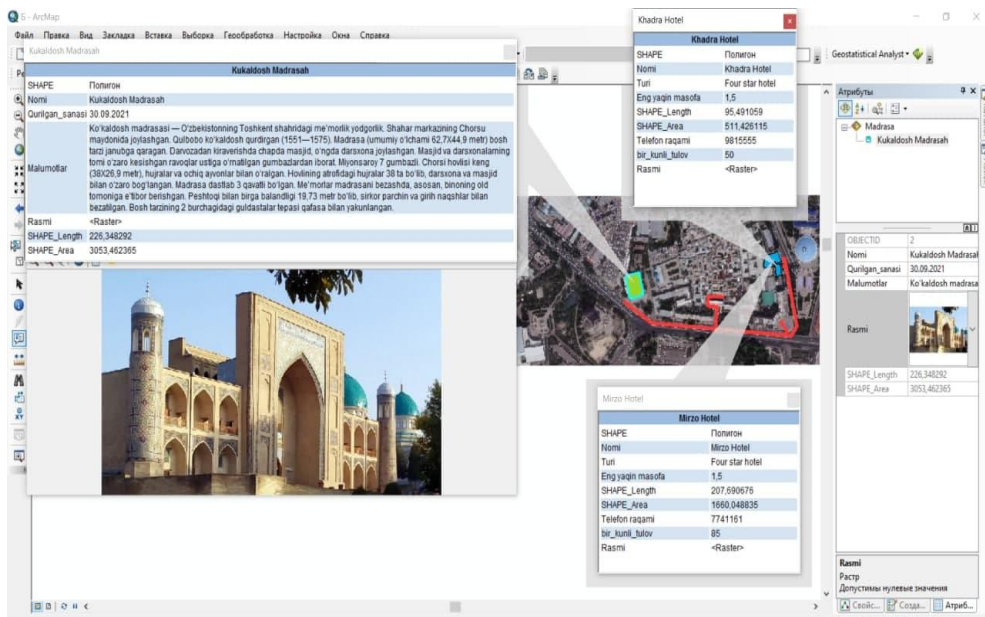 Б - ArcMap
Файл Правка Вид Закладка Вставка Выборка Геообработка Настройка Окна Справка
Kukaldosh Madrasah
Kukaldosh Madrasah
SHAPE Полигон
Nomi Kukaldosh Madrasah
Qurilgan_sanasi 30.09.2021
Malumotlar
Ko'kaldosh madrasasi — O'zbekistonning Toshkent shahridagi me'morlik yodgorlik. Shahar markazining Chorsu
maydonida joylashgan. Qulbobo ko'kaldosh qurdirgan (1551—1575). Madrasa (umumiy o'lchami 62,7X44,9 metr) bosh
tarzi janubga qaragan. Darvozadan kiraverishda chapda masjid, o'ngda darsxona joylashgan. Masjid va darsxonalarning
tomi o'zaro kesishgan ravoqlar ustiga o'rnatilgan gumbazlardan iborat. Miyonsaroy 7 gumbazli. Chorsi hovlisi keng
(38X26,9 metr), hujralar va ochiq ayvonlar bilan o'ralgan. Hovlining atrofidagi hujralar 38 ta bo'lib, darsxona va masjid
bilan o'zaro bog'langan. Madrasa dastlab 3 qavatli bo'lgan. Me'morlar madrasani bezashda, asosan, binoning old
tomoniga e'tibor berishgan. Peshtoqi bilan birga balandligi 19,73 metr bo'lib, sirkor parchin va girih naqshlar bilan
bezatilgan. Bosh tarzining 2 burchagidagi guldastalar tepasi qafasa bilan yakunlangan.
Rasmi <Raster>
SHAPE_Length 226,348292
SHAPE_Area 3053,462365
Khadra Hotel
Khadra Hotel
SHAPE Полигон
Nomi Khadra Hotel
Turi Four star hotel
Eng yaqin masofa 1,5
SHAPE_Length 95,491059
SHAPE_Area 511,426115
Telefon raqami 9815555
bir_kunli_tulov 50
Rasmi <Raster>
Mirzo Hotel
Mirzo Hotel
SHAPE Полигон
Nomi Mirzo Hotel
Turi Four star hotel
Eng yaqin masofa 1,5
SHAPE_Length 207,690676
SHAPE_Area 1660,048835
Telefon raqami 7741161
bir_kunli_tulov 85
Rasmi <Raster>
Geostatistical Analyst
Атрибуты
Madrasa
Kukaldosh Madrasah
OBJECTID 2
Nomi Kukaldosh Madrasah
Qurilgan_sanasi 30.09.2021
Malumotlar Ko'kaldosh madrasa
Rasmi
SHAPE_Length 226,348292
SHAPE_Area 3053,462365
Rasmi
Растр
Допустимы нулевые значения
Свойс... Созда... Атриб...